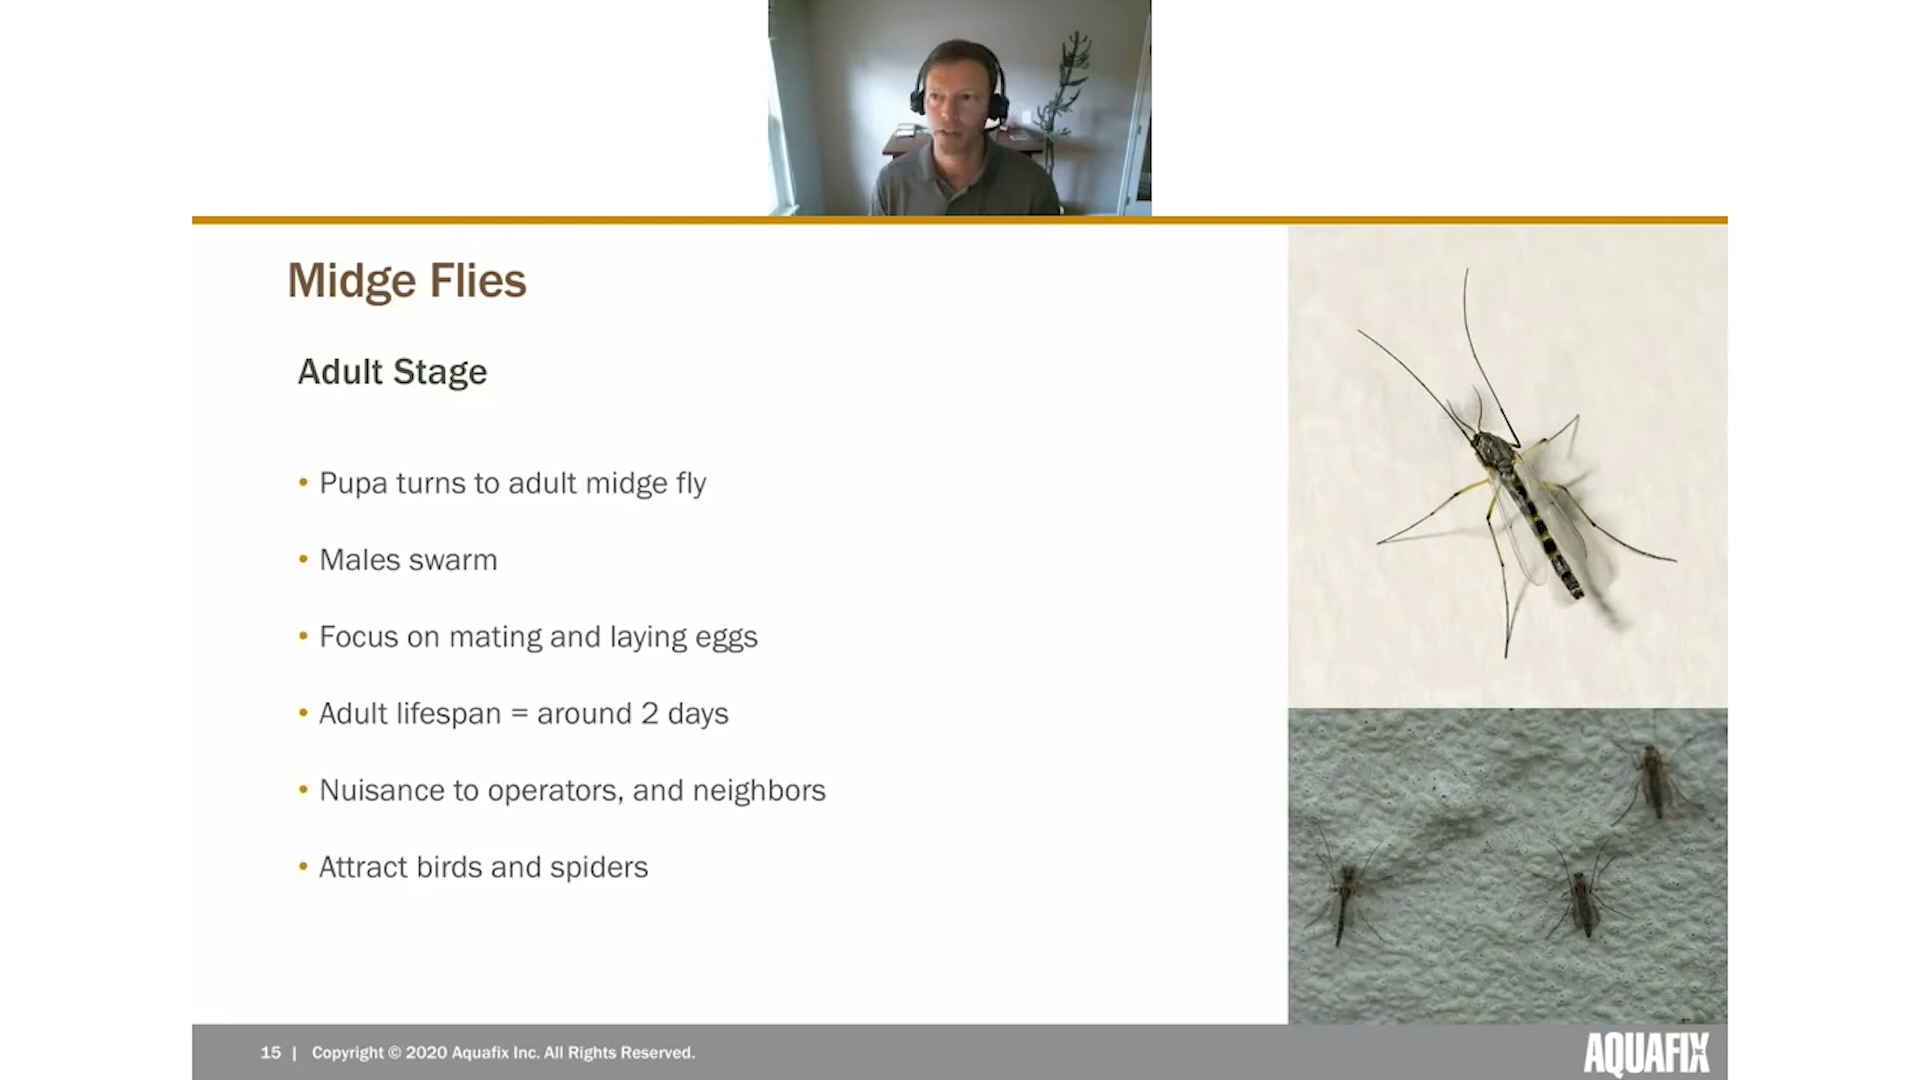 Midge Flies
Adult Stage
• Pupa turns to adult midge fly
• Males swarm
• Focus on mating and laying eggs
• Adult lifespan = around 2 days
• Nuisance to operators, and neighbors
• Attract birds and spiders
15 | Copyright © 2020 Aquafix Inc. All Rights Reserved.
AQUAFIX